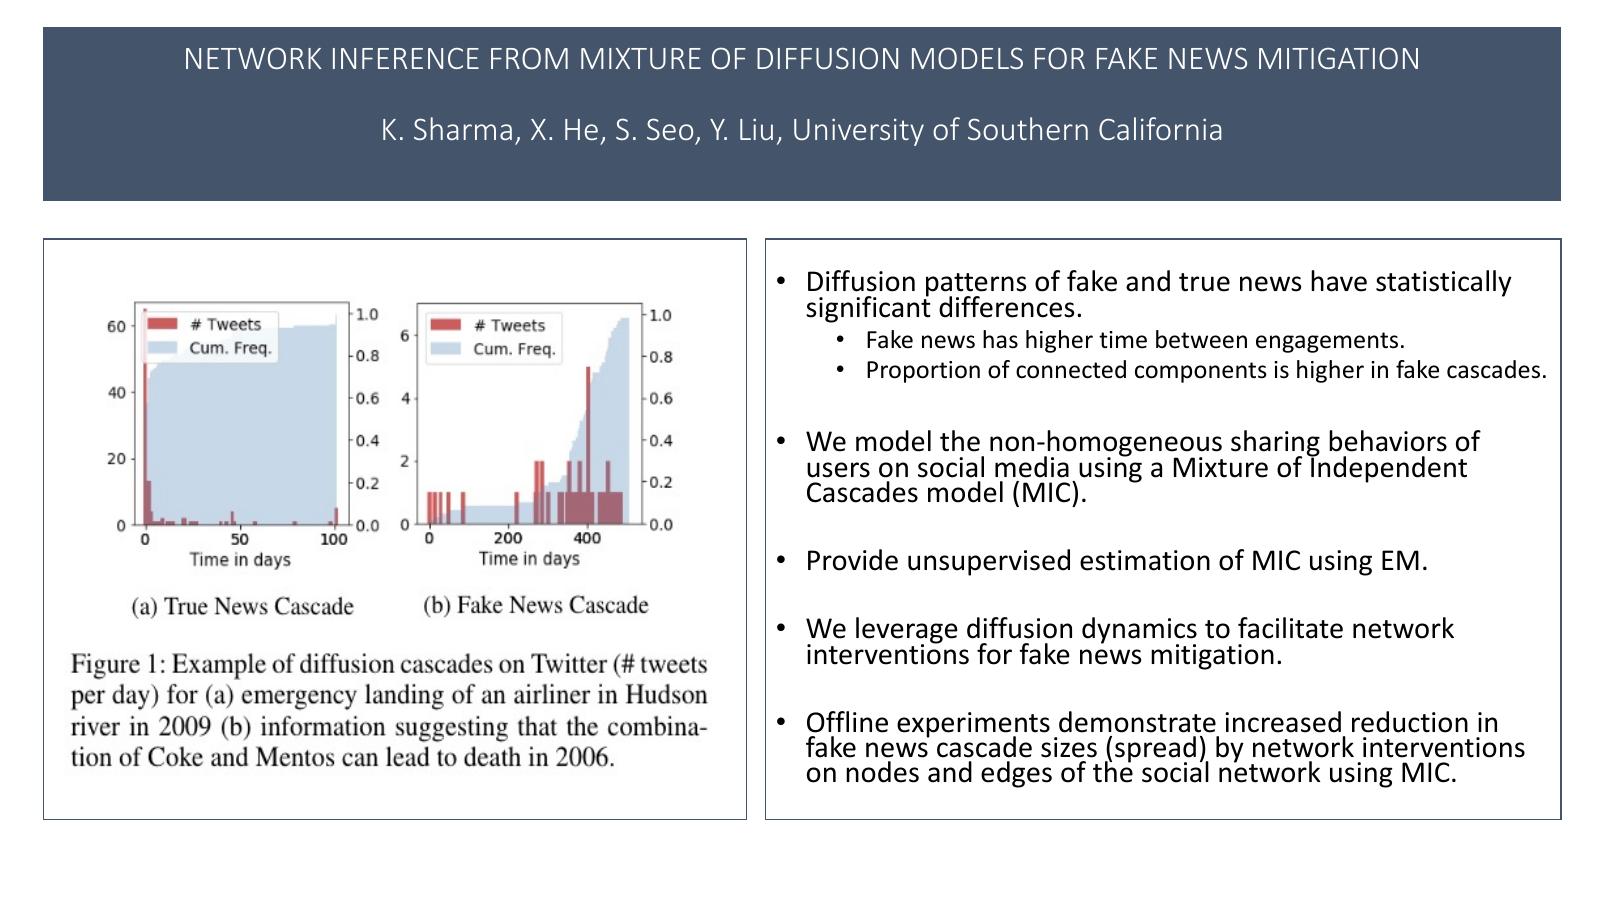 NETWORK INFERENCE FROM MIXTURE OF DIFFUSION MODELS FOR FAKE NEWS MITIGATION
K. Sharma, X. He, S. Seo, Y. Liu, University of Southern California
# Tweets
Cum. Freq.
60
40
20
0
1.0
0.8
0.6
0.4
0.2
0.0
0 50 100
Time in days
(a) True News Cascade
# Tweets
Cum. Freq.
6
4
2
0
1.0
0.8
0.6
0.4
0.2
0.0
0 200 400
Time in days
(b) Fake News Cascade
Figure 1: Example of diffusion cascades on Twitter (# tweets
per day) for (a) emergency landing of an airliner in Hudson
river in 2009 (b) information suggesting that the combina-
tion of Coke and Mentos can lead to death in 2006.
• Diffusion patterns of fake and true news have statistically
significant differences.
• Fake news has higher time between engagements.
• Proportion of connected components is higher in fake cascades.
• We model the non-homogeneous sharing behaviors of
users on social media using a Mixture of Independent
Cascades model (MIC).
• Provide unsupervised estimation of MIC using EM.
• We leverage diffusion dynamics to facilitate network
interventions for fake news mitigation.
• Offline experiments demonstrate increased reduction in
fake news cascade sizes (spread) by network interventions
on nodes and edges of the social network using MIC.